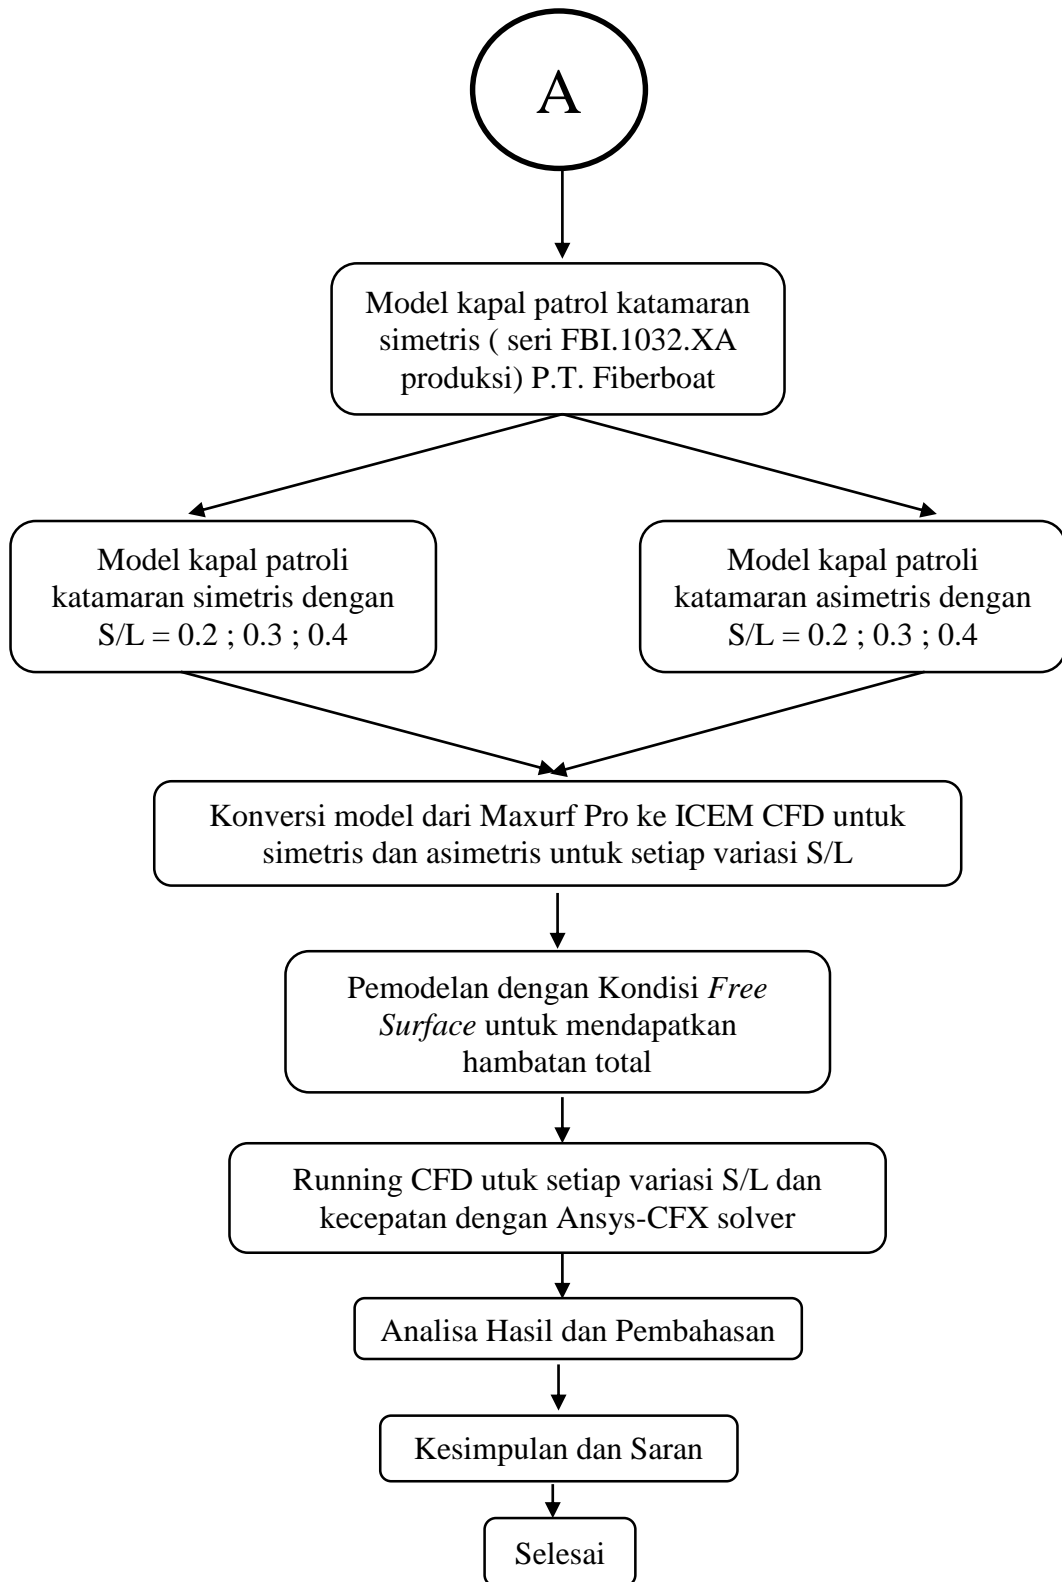 A
Model kapal patrol katamaran
simetris ( seri FBI.1032.XA
produksi) P.T. Fiberboat
Model kapal patroli
katamaran simetris dengan
S/L = 0.2 ; 0.3 ; 0.4
Model kapal patroli
katamaran asimetris dengan
S/L = 0.2 ; 0.3 ; 0.4
Konversi model dari Maxurf Pro ke ICEM CFD untuk
simetris dan asimetris untuk setiap variasi S/L
Pemodelan dengan Kondisi Free
Surface untuk mendapatkan
hambatan total
Running CFD utuk setiap variasi S/L dan
kecepatan dengan Ansys-CFX solver
Analisa Hasil dan Pembahasan
Kesimpulan dan Saran
Selesai